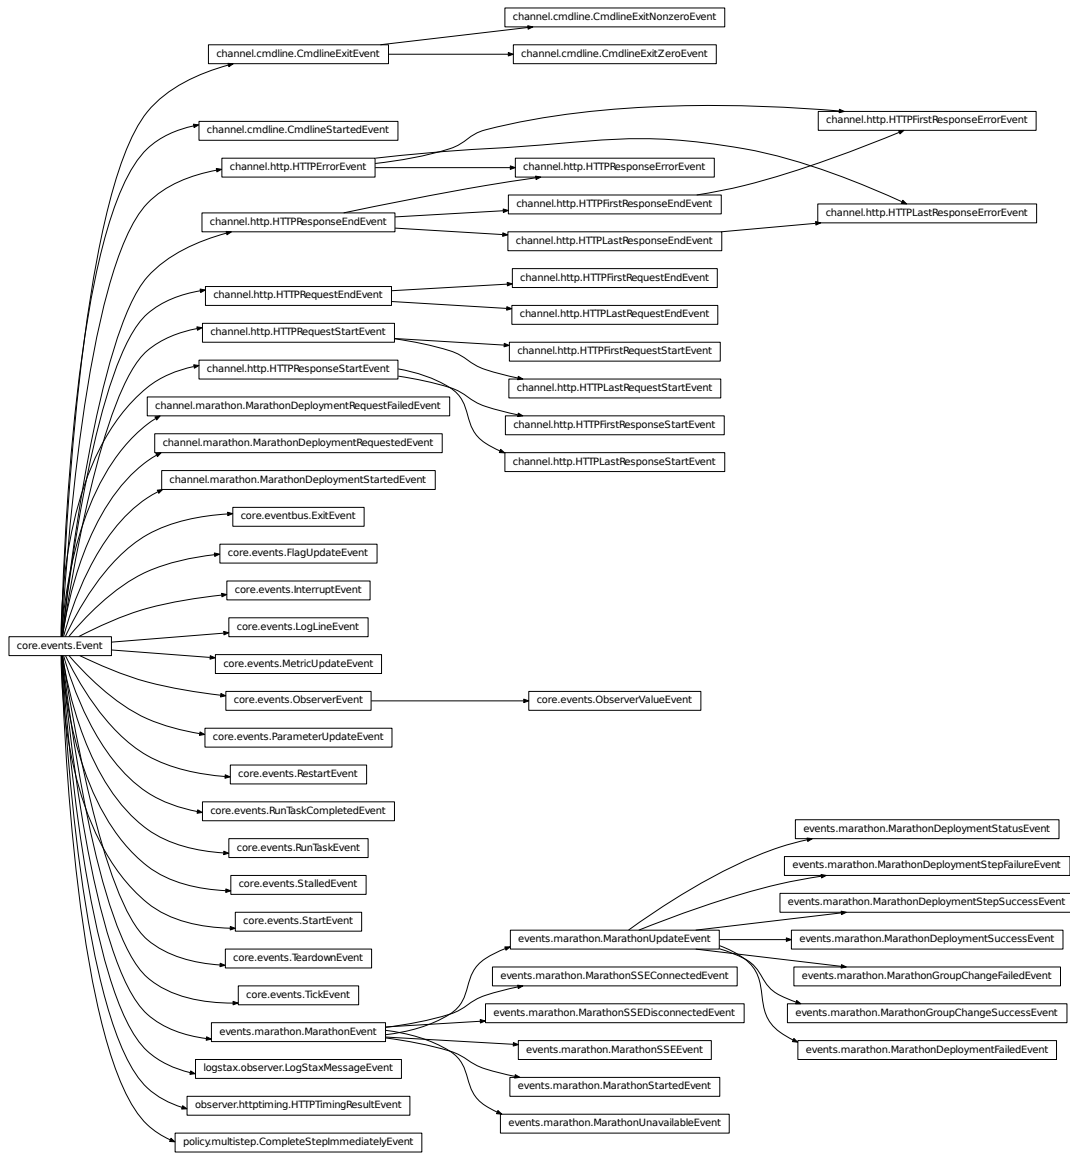 channel.cmdline.CmdlineExitNonzeroEvent
channel.cmdline.CmdlineExitEvent
channel.cmdline.CmdlineExitZeroEvent
channel.http.HTTPFirstResponseErrorEvent
channel.cmdline.CmdlineStartedEvent
channel.http.HTTPErrorEvent
channel.http.HTTPResponseErrorEvent
channel.http.HTTPFirstResponseEndEvent
channel.http.HTTPLastResponseErrorEvent
channel.http.HTTPResponseEndEvent
channel.http.HTTPLastResponseEndEvent
channel.http.HTTPFirstRequestEndEvent
channel.http.HTTPRequestEndEvent
channel.http.HTTPLastRequestEndEvent
channel.http.HTTPRequestStartEvent
channel.http.HTTPFirstRequestStartEvent
channel.http.HTTPResponseStartEvent
channel.http.HTTPLastRequestStartEvent
channel.marathon.MarathonDeploymentRequestFailedEvent
channel.http.HTTPFirstResponseStartEvent
channel.marathon.MarathonDeploymentRequestedEvent
channel.http.HTTPLastResponseStartEvent
channel.marathon.MarathonDeploymentStartedEvent
core.eventbus.ExitEvent
core.events.FlagUpdateEvent
core.events.InterruptEvent
core.events.LogLineEvent
core.events.Event
core.events.MetricUpdateEvent
core.events.ObserverEvent
core.events.ObserverValueEvent
core.events.ParameterUpdateEvent
core.events.RestartEvent
core.events.RunTaskCompletedEvent
events.marathon.MarathonDeploymentStatusEvent
core.events.RunTaskEvent
events.marathon.MarathonDeploymentStepFailureEvent
core.events.StalledEvent
events.marathon.MarathonDeploymentStepSuccessEvent
core.events.StartEvent
events.marathon.MarathonUpdateEvent
events.marathon.MarathonDeploymentSuccessEvent
core.events.TeardownEvent
events.marathon.MarathonSSEConnectedEvent
events.marathon.MarathonGroupChangeFailedEvent
core.events.TickEvent
events.marathon.MarathonSSEDisconnectedEvent
events.marathon.MarathonGroupChangeSuccessEvent
events.marathon.MarathonEvent
events.marathon.MarathonSSEEvent
events.marathon.MarathonDeploymentFailedEvent
logstax.observer.LogStaxMessageEvent
events.marathon.MarathonStartedEvent
observer.httptiming.HTTPTimingResultEvent
events.marathon.MarathonUnavailableEvent
policy.multistep.CompleteStepImmediatelyEvent